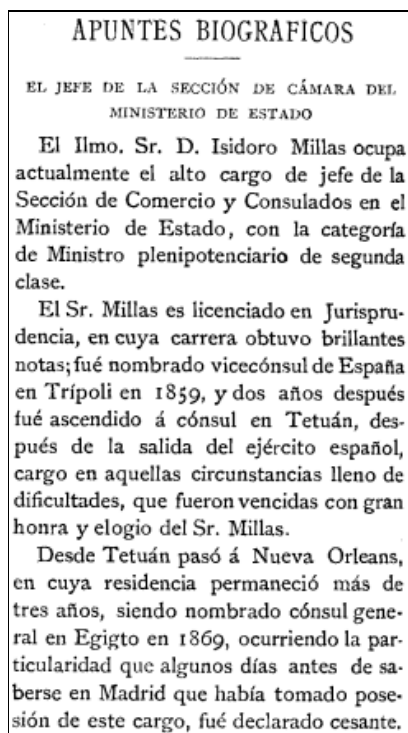 APUNTES BIOGRAFICOS
EL JEFE DE LA SECCIÓN DE CÁMARA DEL
MINISTERIO DE ESTADO
El Ilmo. Sr. D. Isidoro Millas ocupa
actualmente el alto cargo de jefe de la
Sección de Comercio y Consulados en el
Ministerio de Estado, con la categoría
de Ministro plenipotenciario de segunda
clase.
El Sr. Millas es licenciado en Jurispru-
dencia, en cuya carrera obtuvo brillantes
notas; fué nombrado vicecónsul de España
en Trípoli en 1859, y dos años después
fué ascendido á cónsul en Tetuán, des-
pués de la salida del ejército español,
cargo en aquellas circunstancias lleno de
dificultades, que fueron vencidas con gran
honra y elogio del Sr. Millas.
Desde Tetuán pasó á Nueva Orleans,
en cuya residencia permaneció más de
tres años, siendo nombrado cónsul gene-
ral en Egigto en 1869, ocurriendo la par-
ticularidad que algunos días antes de sa-
berse en Madrid que había tomado pose-
sión de este cargo, fué declarado cesante.